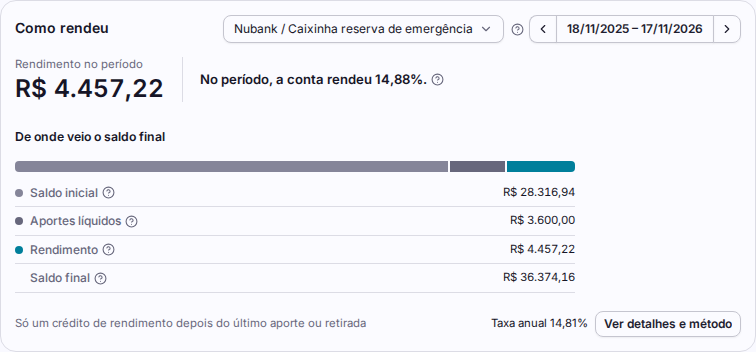 Como rendeu
Nubank / Caixinha reserva de emergência
18/11/2025 – 17/11/2026
Rendimento no período
R$ 4.457,22
No período, a conta rendeu 14,88%.
De onde veio o saldo final
Saldo inicial R$ 28.316,94
Aportes líquidos R$ 3.600,00
Rendimento R$ 4.457,22
Saldo final R$ 36.374,16
Só um crédito de rendimento depois do último aporte ou retirada
Taxa anual 14,81%
Ver detalhes e método